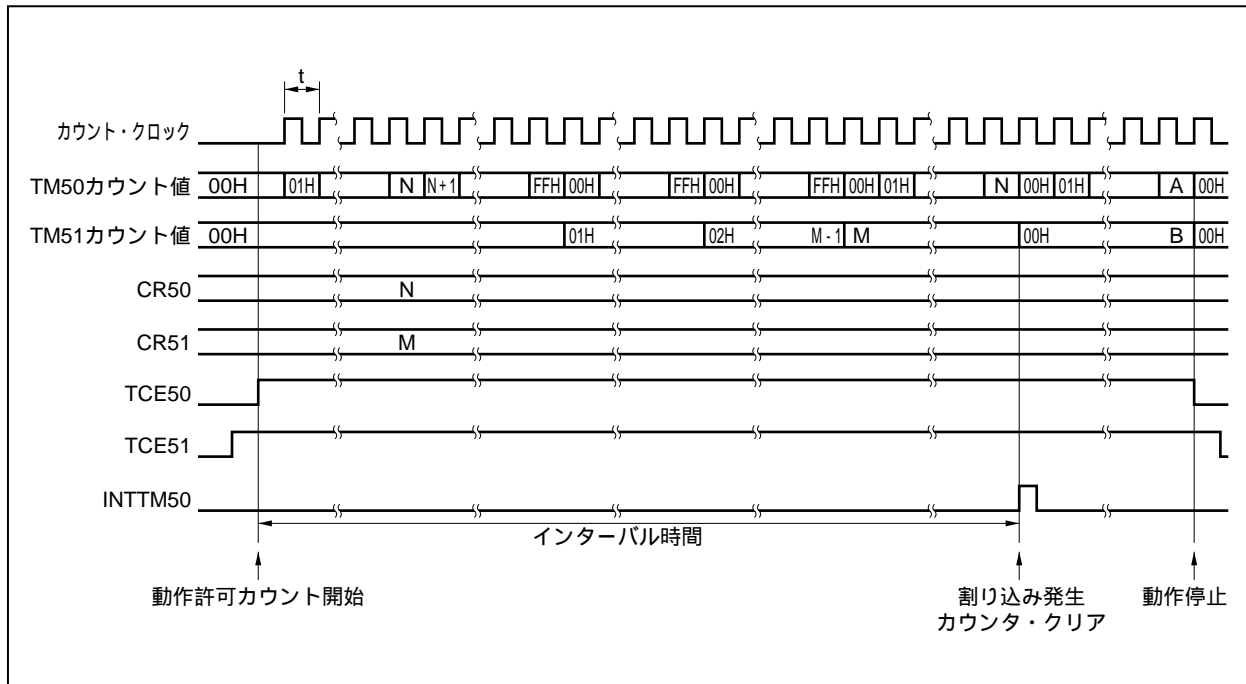 t
カウント・クロック
TM50カウント値 00H 01H N N+1 FFH 00H FFH 00H FFH 00H 01H N 00H 01H A 00H
TM51カウント値 00H 01H 02H M-1 M 00H B 00H
CR50 N
CR51 M
TCE50
TCE51
INTTM50
インターバル時間
動作許可カウント開始
割り込み発生
カウンタ・クリア
動作停止